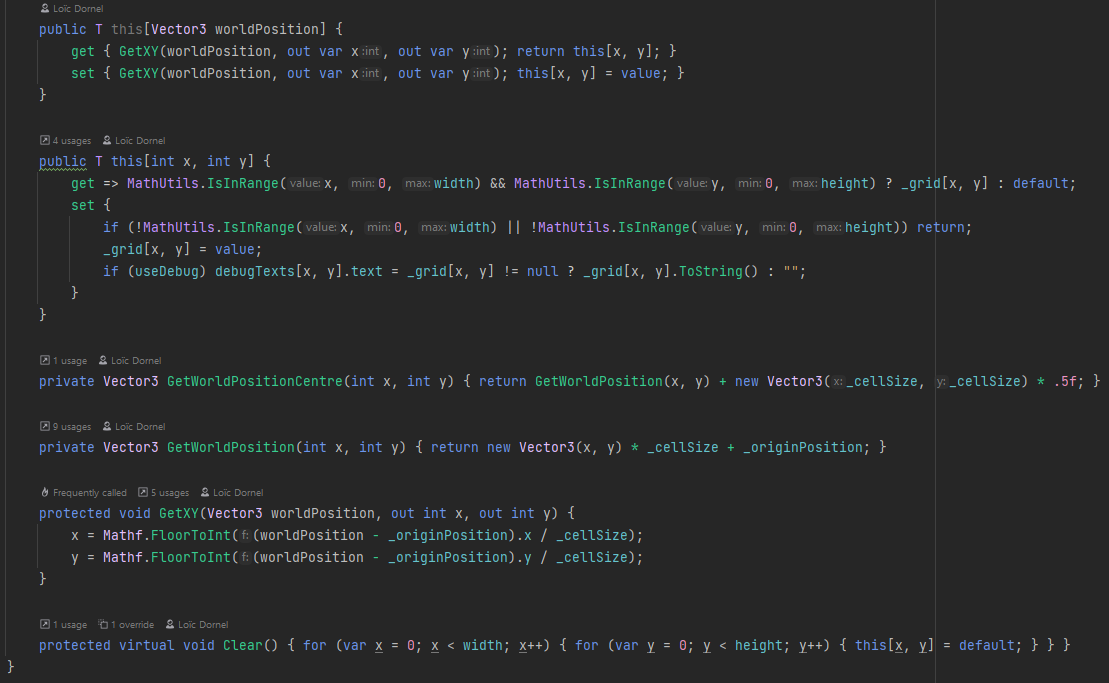 Loïc Dornel
public T this[Vector3 worldPosition] {
get { GetXY(worldPosition, out var x:int, out var y:int); return this[x, y]; }
set { GetXY(worldPosition, out var x:int, out var y:int); this[x, y] = value; }
}
4 usages Loïc Dornel
public T this[int x, int y] {
get => MathUtils.IsInRange(value: x, min: 0, max: width) && MathUtils.IsInRange(value: y, min: 0, max: height) ? _grid[x, y] : default;
set {
if (!MathUtils.IsInRange(value: x, min: 0, max: width) || !MathUtils.IsInRange(value: y, min: 0, max: height)) return;
_grid[x, y] = value;
if (useDebug) debugTexts[x, y].text = _grid[x, y] != null ? _grid[x, y].ToString() : "";
}
}
1 usage Loïc Dornel
private Vector3 GetWorldPositionCentre(int x, int y) { return GetWorldPosition(x, y) + new Vector3(x: _cellSize, y: _cellSize) * .5f; }
9 usages Loïc Dornel
private Vector3 GetWorldPosition(int x, int y) { return new Vector3(x, y) * _cellSize + _originPosition; }
Frequently called 5 usages Loïc Dornel
protected void GetXY(Vector3 worldPosition, out int x, out int y) {
x = Mathf.FloorToInt(f: (worldPosition - _originPosition).x / _cellSize);
y = Mathf.FloorToInt(f: (worldPosition - _originPosition).y / _cellSize);
}
1 usage 1 override Loïc Dornel
protected virtual void Clear() { for (var x = 0; x < width; x++) { for (var y = 0; y < height; y++) { this[x, y] = default; } } }
}